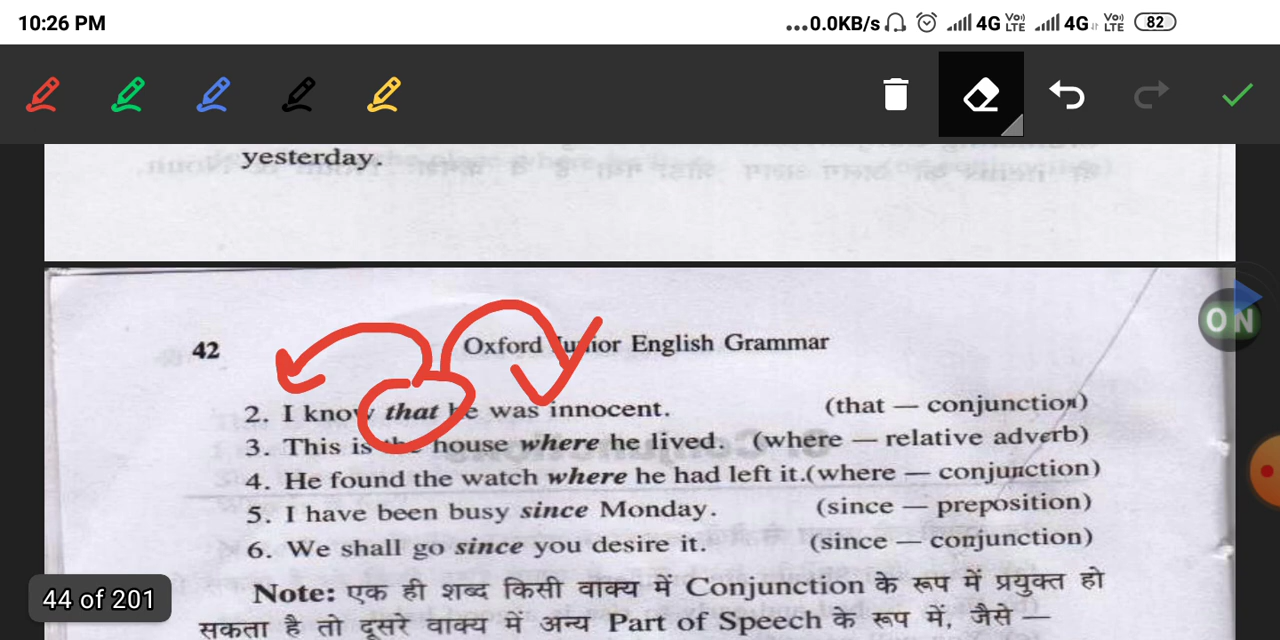 10:26 PM
...0.0KB/s 4G Vo)) LTE 4G Vo)) LTE 82
yesterday.
42 Oxford Junior English Grammar
2. I know that he was innocent. (that — conjunction)
3. This is the house where he lived. (where — relative adverb)
4. He found the watch where he had left it.(where — conjunction)
5. I have been busy since Monday. (since — preposition)
6. We shall go since you desire it. (since — conjunction)
Note: एक ही शब्द किसी वाक्य में Conjunction के रूप में प्रयुक्त हो
सकता है तो दूसरे वाक्य में अन्य Part of Speech के रूप में, जैसे —
44 of 201
ON